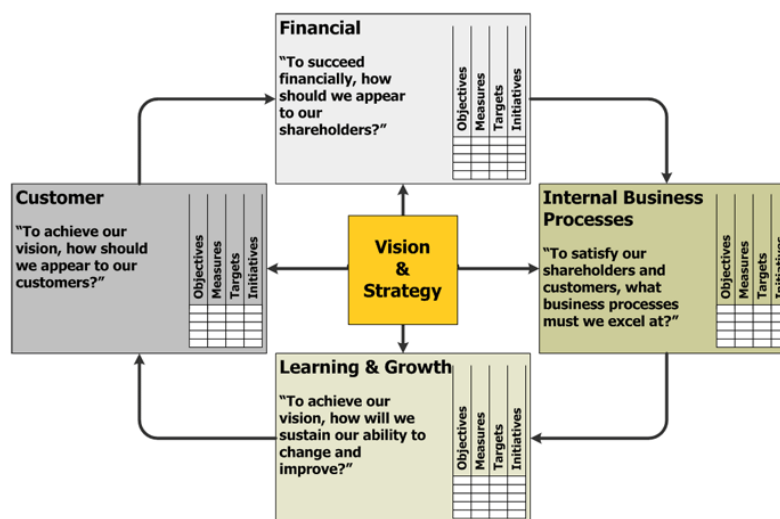 Financial
“To succeed
financially, how
should we appear
to our
shareholders?”
Objectives
Measures
Targets
Initiatives
Customer
“To achieve our
vision, how should
we appear to our
customers?”
Objectives
Measures
Targets
Initiatives
Vision
&
Strategy
Internal Business
Processes
“To satisfy our
shareholders and
customers, what
business processes
must we excel at?”
Objectives
Measures
Targets
Initiatives
Learning & Growth
“To achieve our
vision, how will we
sustain our ability to
change and
improve?”
Objectives
Measures
Targets
Initiatives